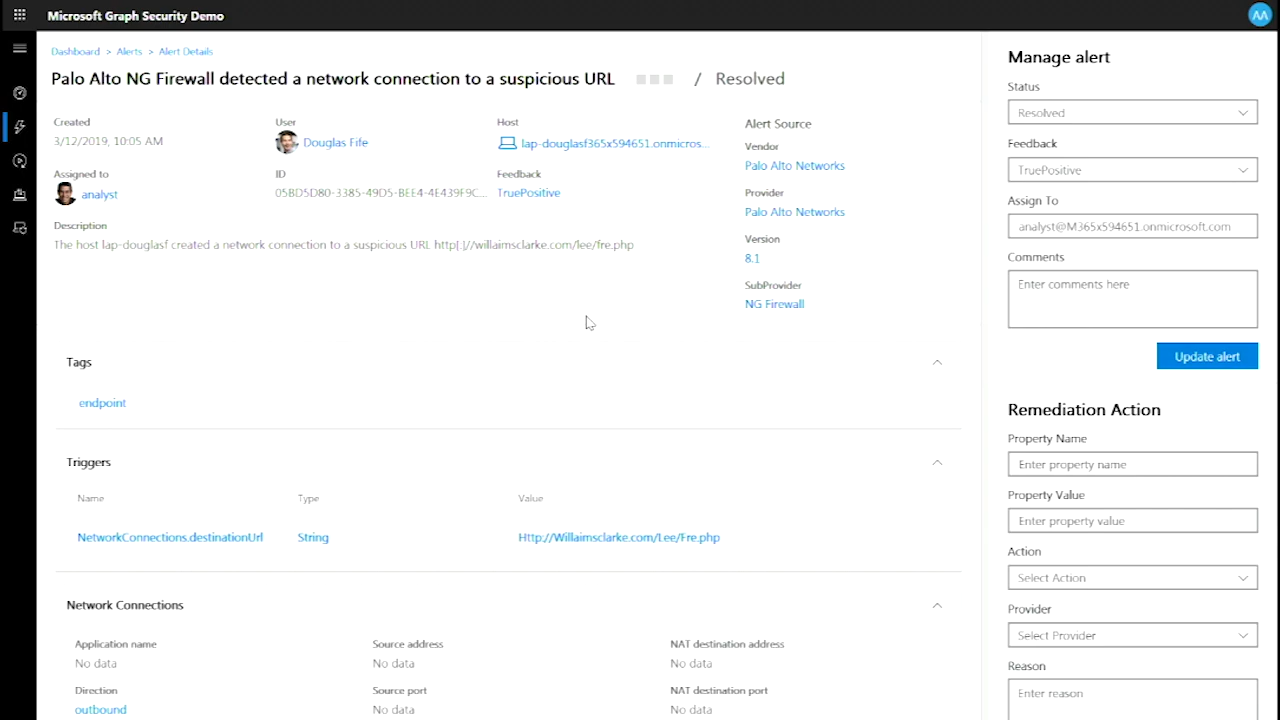 Microsoft Graph Security Demo
AA
Dashboard > Alerts > Alert Details
Palo Alto NG Firewall detected a network connection to a suspicious URL / Resolved
Created
3/12/2019, 10:05 AM
User
Douglas Fife
Host
lap-douglasf365x594651.onmicros...
Assigned to
analyst
ID
05BD5D80-3385-49D5-BEE4-4E439F9C...
Feedback
TruePositive
Description
The host lap-douglasf created a network connection to a suspicious URL http[:]//willaimsclarke.com/lee/fre.php
Alert Source
Vendor
Palo Alto Networks
Provider
Palo Alto Networks
Version
8.1
SubProvider
NG Firewall
Tags
endpoint
Triggers
Name Type Value
NetworkConnections.destinationUrl String Http://Willaimsclarke.com/Lee/Fre.php
Network Connections
Application name Source address NAT destination address
No data No data No data
Direction Source port NAT destination port
outbound No data No data
Manage alert
Status
Resolved
Feedback
TruePositive
Assign To
analyst@M365x594651.onmicrosoft.com
Comments
Enter comments here
Update alert
Remediation Action
Property Name
Enter property name
Property Value
Enter property value
Action
Select Action
Provider
Select Provider
Reason
Enter reason